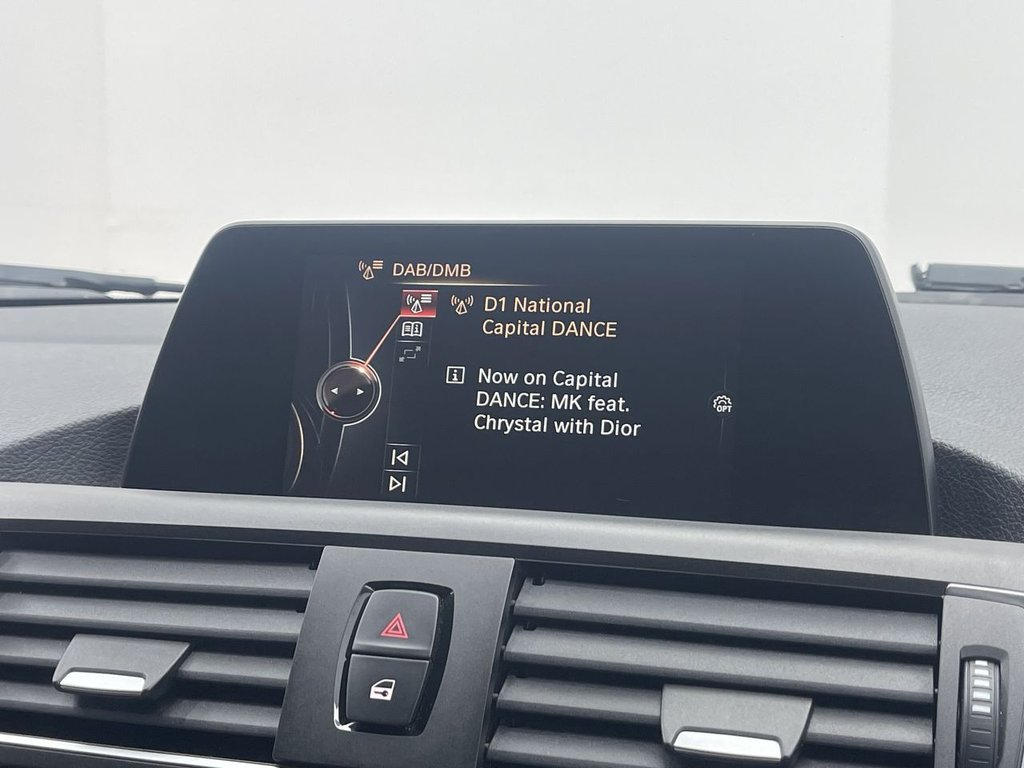 DAB/DMB
D1 National
Capital DANCE
Now on Capital
DANCE: MK feat.
Chrystal with Dior
OPT